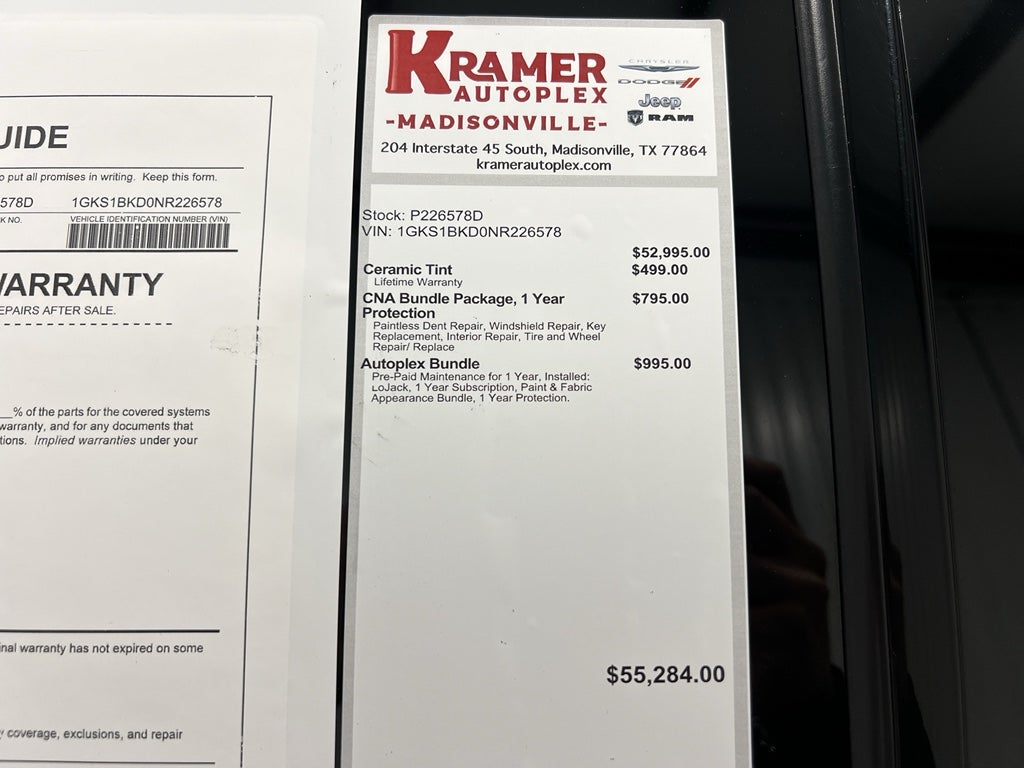 UIDE
o put all promises in writing. Keep this form.
578D 1GKS1BKD0NR226578
K NO. VEHICLE IDENTIFICATION NUMBER (VIN)
WARRANTY
EPAIRS AFTER SALE.
% of the parts for the covered systems
warranty, and for any documents that
tions. Implied warranties under your
inal warranty has not expired on some
coverage, exclusions, and repair
KRAMER
AUTOPLEX
-MADISONVILLE-
CHRYSLER
DODGE
Jeep
RAM
204 Interstate 45 South, Madisonville, TX 77864
kramerautoplex.com
Stock: P226578D
VIN: 1GKS1BKD0NR226578
$52,995.00
Ceramic Tint $499.00
Lifetime Warranty
CNA Bundle Package, 1 Year $795.00
Protection
Paintless Dent Repair, Windshield Repair, Key
Replacement, Interior Repair, Tire and Wheel
Repair/ Replace
Autoplex Bundle $995.00
Pre-Paid Maintenance for 1 Year, Installed:
LoJack, 1 Year Subscription, Paint & Fabric
Appearance Bundle, 1 Year Protection.
$55,284.00